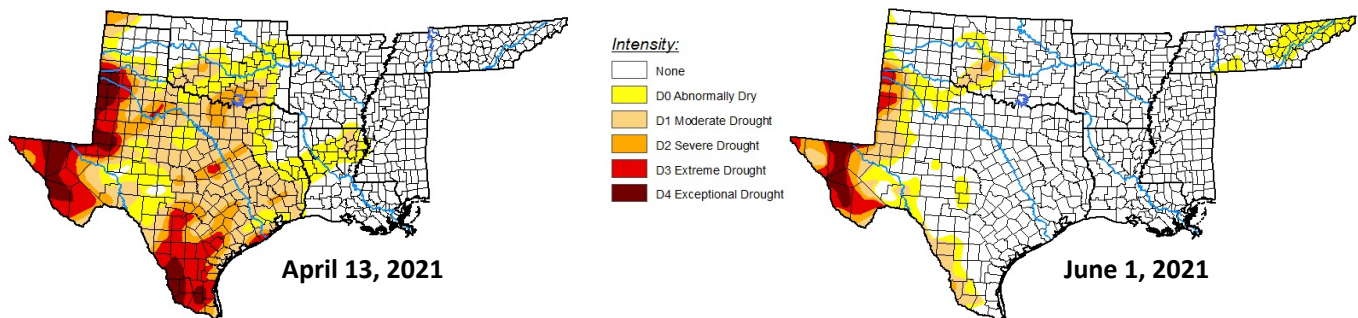 Intensity:
None
D0 Abnormally Dry
D1 Moderate Drought
D2 Severe Drought
D3 Extreme Drought
D4 Exceptional Drought
April 13, 2021
June 1, 2021